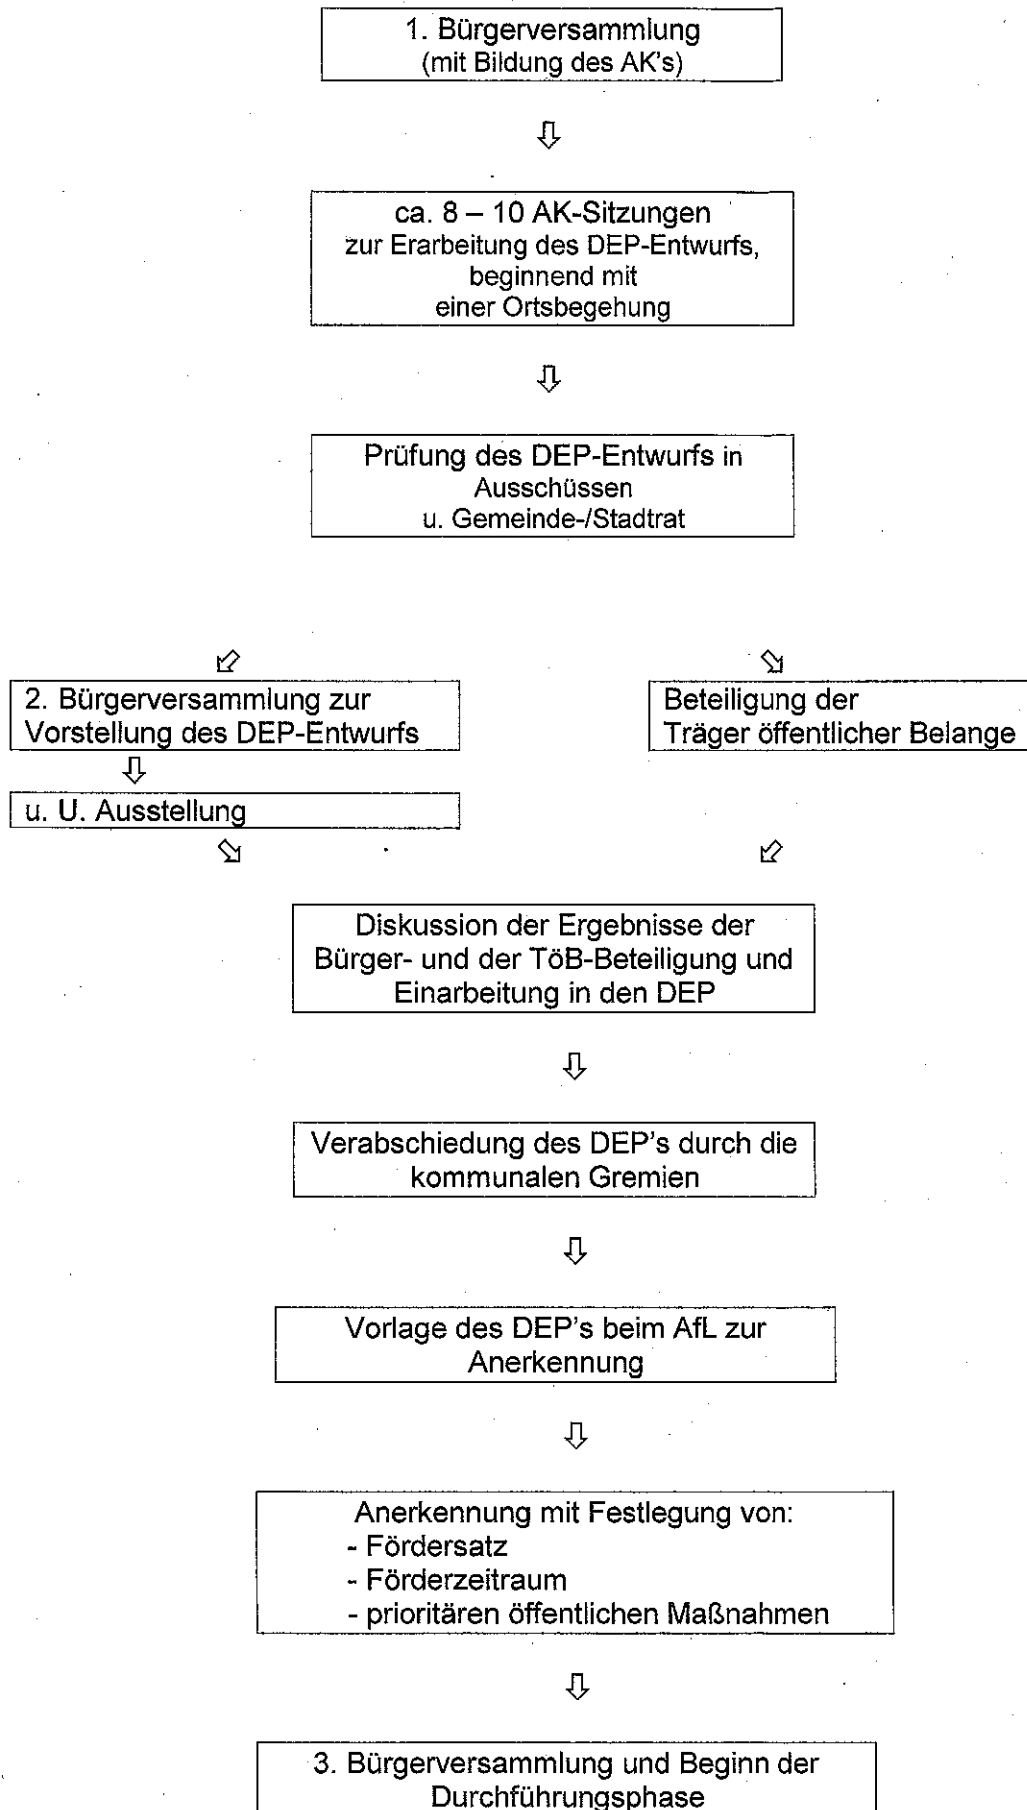 1. Bürgerversammlung
(mit Bildung des AK's)
ca. 8 – 10 AK-Sitzungen
zur Erarbeitung des DEP-Entwurfs,
beginnend mit
einer Ortsbegehung
Prüfung des DEP-Entwurfs in
Ausschüssen
u. Gemeinde-/Stadtrat
2. Bürgerversammlung zur
Vorstellung des DEP-Entwurfs
u. U. Ausstellung
Beteiligung der
Träger öffentlicher Belange
Diskussion der Ergebnisse der
Bürger- und der TöB-Beteiligung und
Einarbeitung in den DEP
Verabschiedung des DEP's durch die
kommunalen Gremien
Vorlage des DEP's beim AfL zur
Anerkennung
Anerkennung mit Festlegung von:
- Fördersatz
- Förderzeitraum
- prioritären öffentlichen Maßnahmen
3. Bürgerversammlung und Beginn der
Durchführungsphase